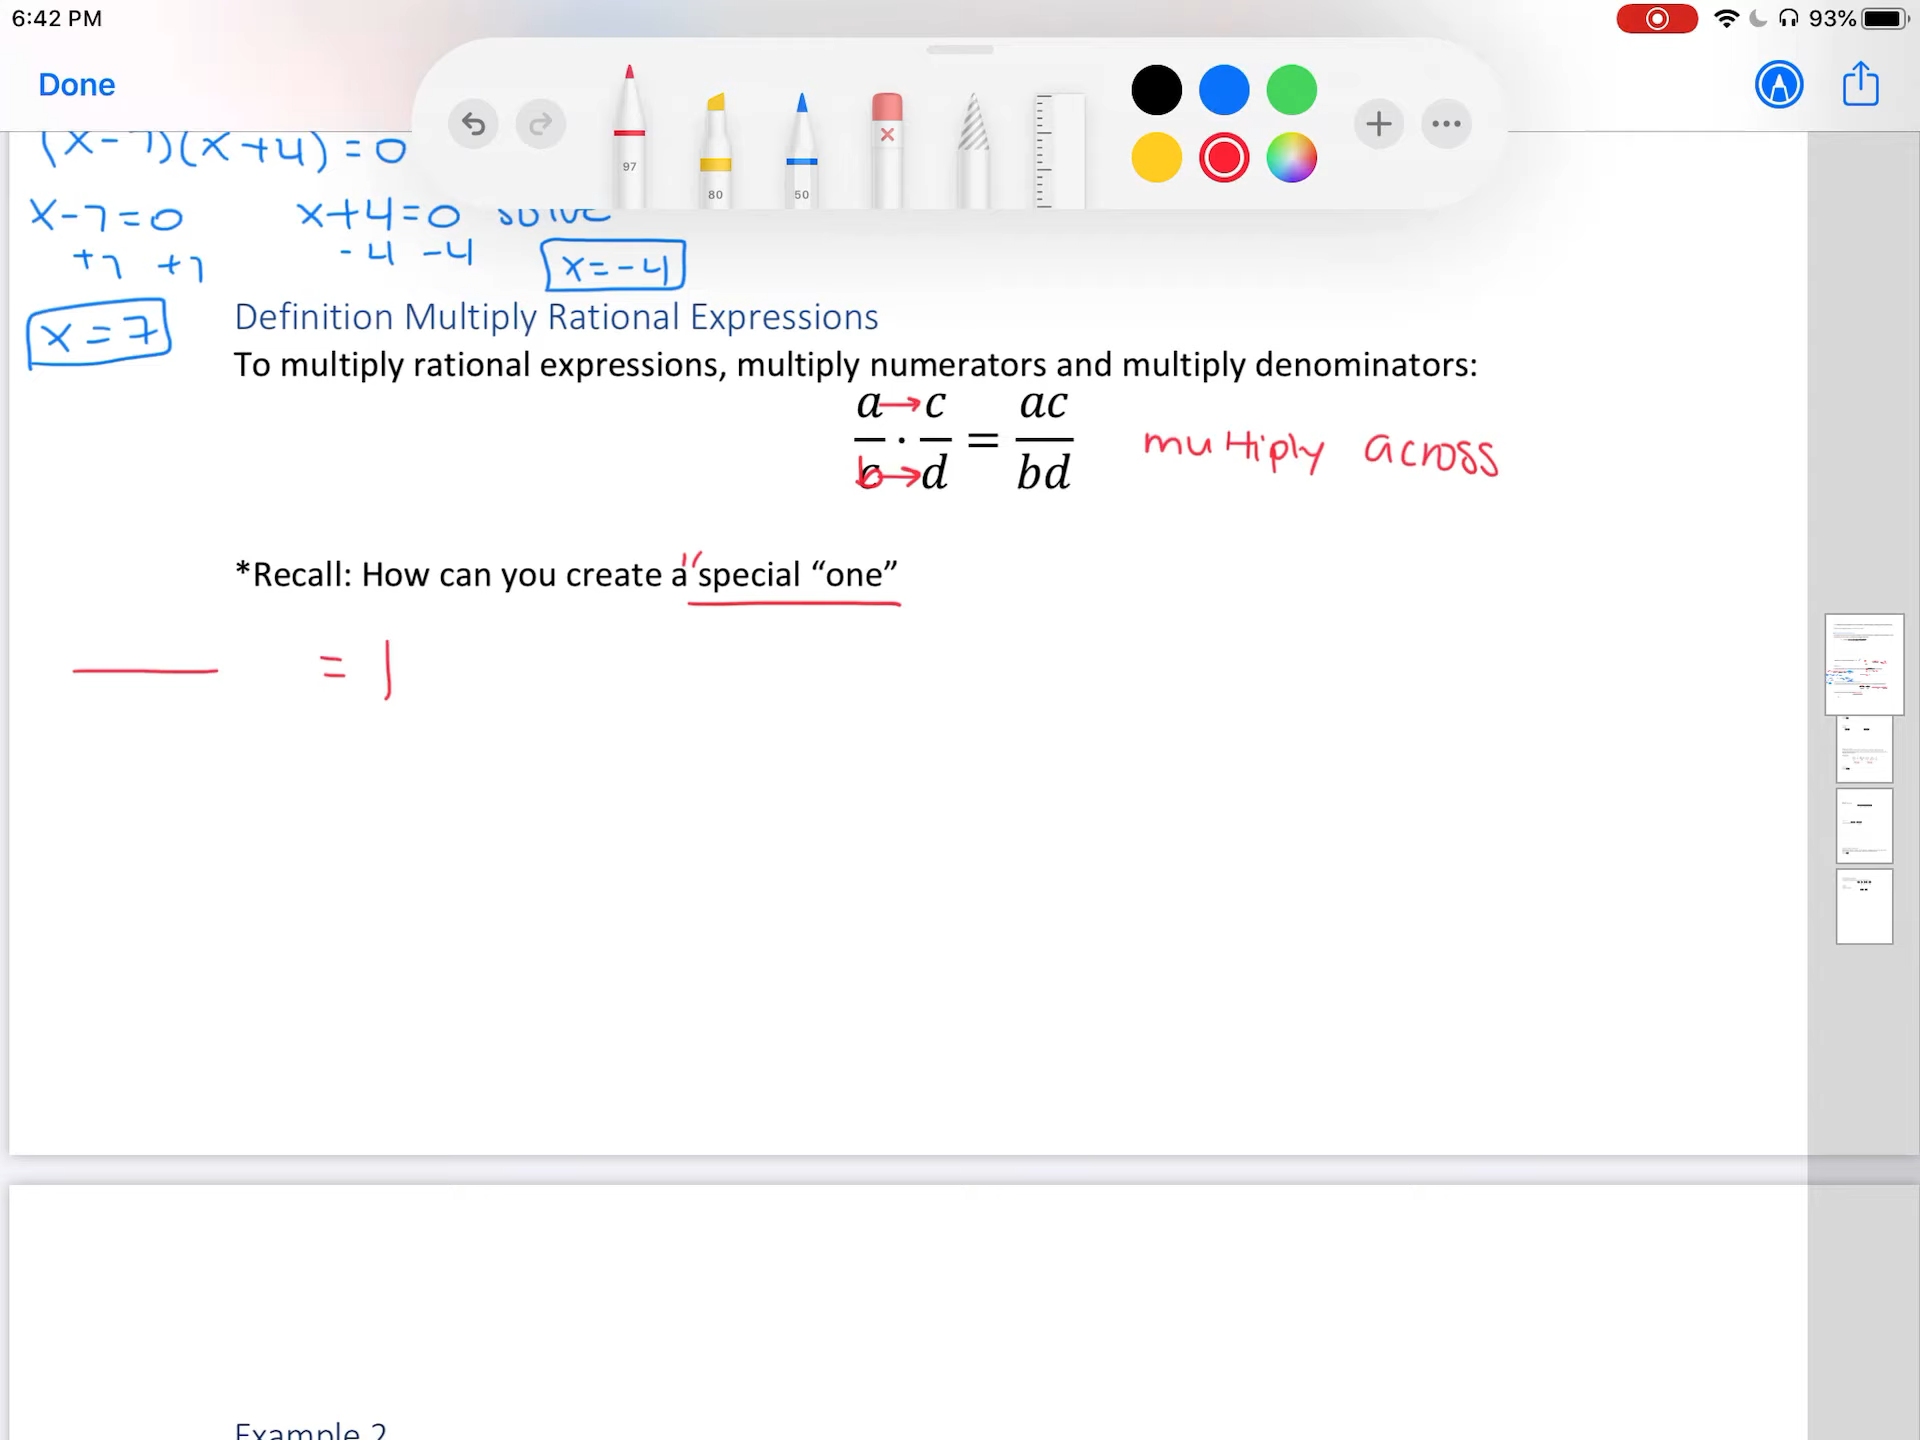 6:42 PM
93%
Done
97
80
50
(x-7)(x+4) = 0
x-7=0 x+4=0 solve
+7 +7 -4 -4 x=-4
x=7
Definition Multiply Rational Expressions
To multiply rational expressions, multiply numerators and multiply denominators:
a → c ac
— · — = — multiply across
b → d bd
*Recall: How can you create a "special “one”
___ = 1
Example 2